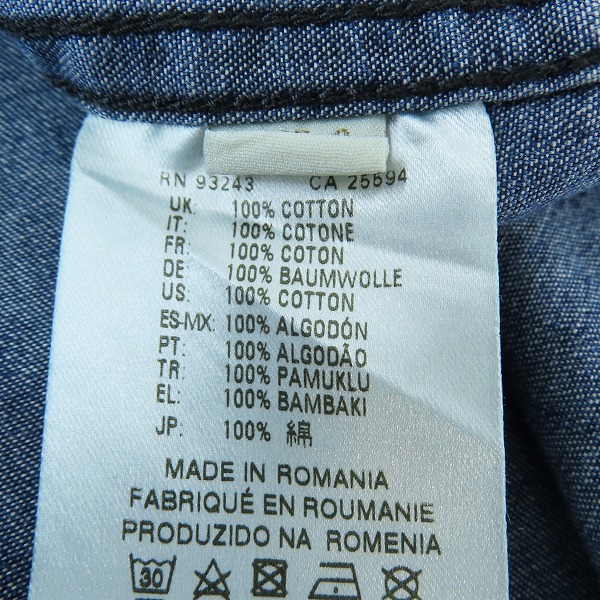 RN 93243 CA 25594
UK: 100% COTTON
IT: 100% COTONE
FR: 100% COTON
DE: 100% BAUMWOLLE
US: 100% COTTON
ES-MX: 100% ALGODÓN
PT: 100% ALGODÃO
TR: 100% PAMUKLU
EL: 100% BAMBAKI
JP: 100% 綿
MADE IN ROMANIA
FABRIQUÉ EN ROUMANIE
PRODUZIDO NA ROMENIA
30